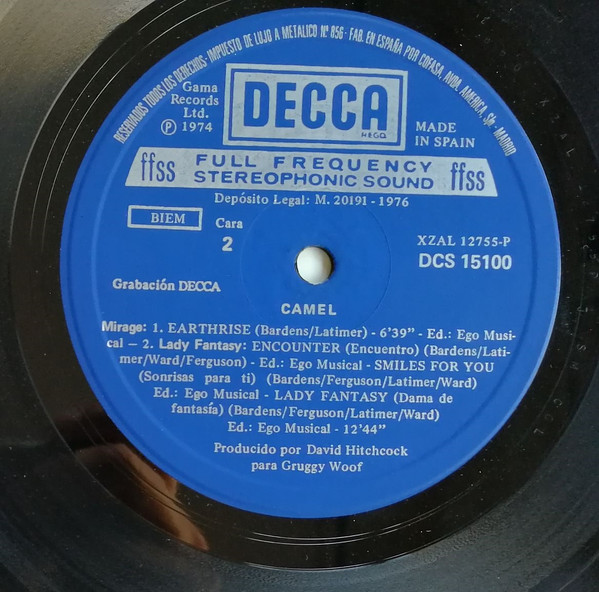 RESERVADOS TODOS LOS DERECHOS· IMPUESTO DE LUJO A METALICO Nº 856 · FAB. EN ESPAÑA POR COFASA, AVDA. AMERICA, SN.- MADRID
Gama
Records
Ltd.
Ⓟ 1974
DECCA
REGD.
MADE
IN SPAIN
ffss FULL FREQUENCY
STEREOPHONIC SOUND ffss
Depósito Legal: M. 20191 - 1976
BIEM
Cara
2
XZAL 12755-P
DCS 15100
Grabación DECCA
CAMEL
Mirage: 1. EARTHRISE (Bardens/Latimer) - 6'39" - Ed.: Ego Musi-
cal – 2. Lady Fantasy: ENCOUNTER (Encuentro) (Bardens/Lati-
mer/Ward/Ferguson) - Ed.: Ego Musical - SMILES FOR YOU
(Sonrisas para ti) (Bardens/Ferguson/Latimer/Ward)
Ed.: Ego Musical - LADY FANTASY (Dama de
fantasía) (Bardens/Ferguson/Latimer/Ward)
Ed.: Ego Musical - 12'44"
Producido por David Hitchcock
para Gruggy Woof